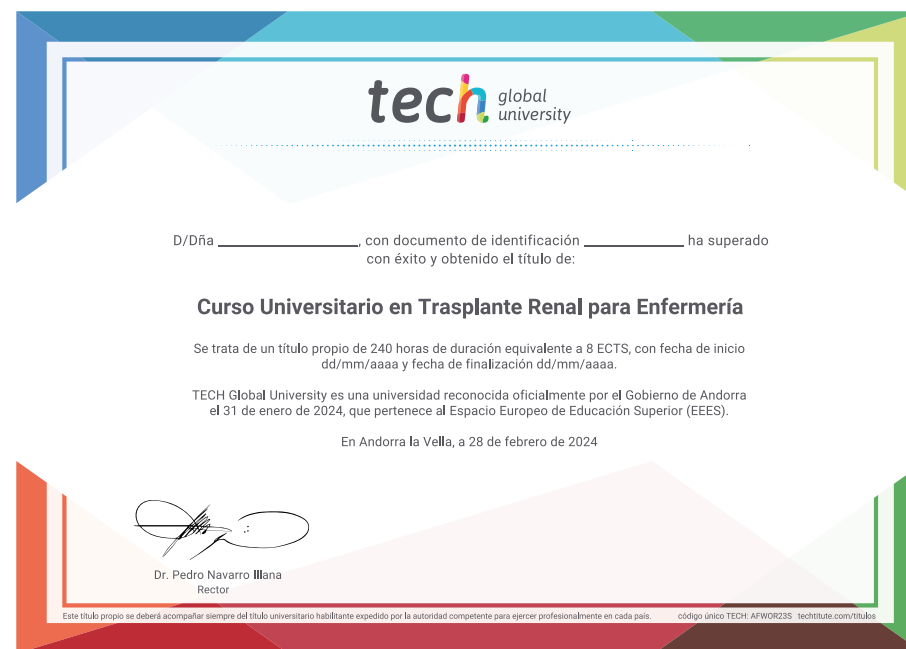 tech global university
D/Dña ____________________, con documento de identificación ______________ ha superado
con éxito y obtenido el título de:
Curso Universitario en Trasplante Renal para Enfermería
Se trata de un título propio de 240 horas de duración equivalente a 8 ECTS, con fecha de inicio
dd/mm/aaaa y fecha de finalización dd/mm/aaaa.
TECH Global University es una universidad reconocida oficialmente por el Gobierno de Andorra
el 31 de enero de 2024, que pertenece al Espacio Europeo de Educación Superior (EEES).
En Andorra la Vella, a 28 de febrero de 2024
Dr. Pedro Navarro Illana
Rector
Este título propio se deberá acompañar siempre del título universitario habilitante expedido por la autoridad competente para ejercer profesionalmente en cada país. código único TECH: AFWOR23S techtitute.com/titulos